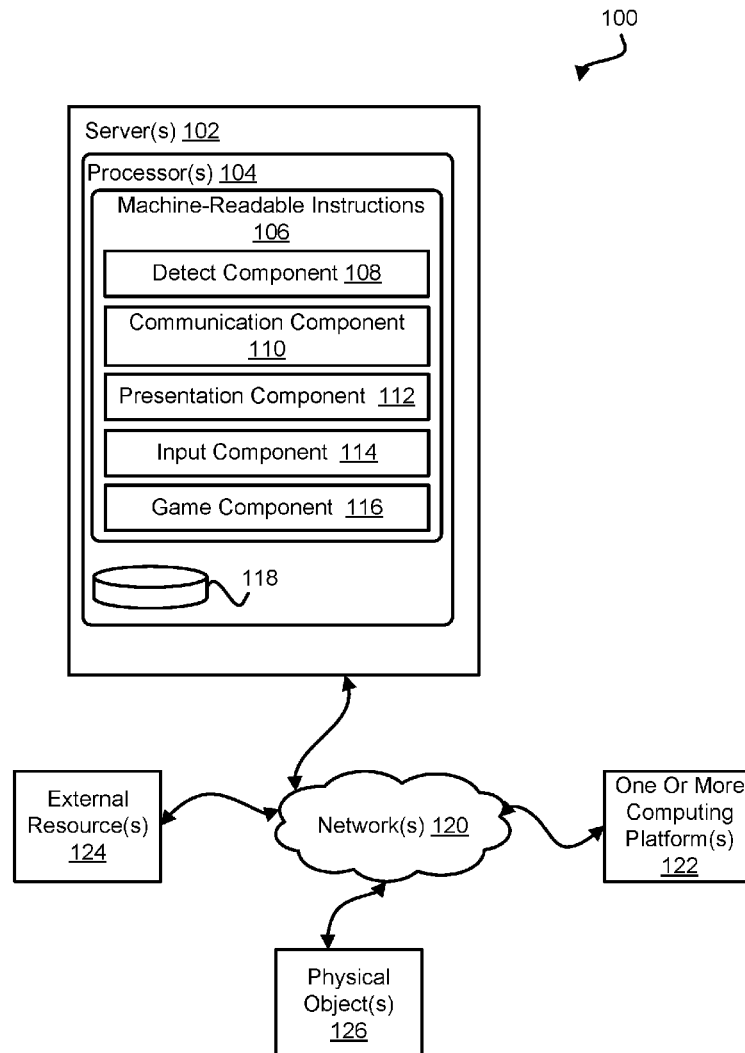 100
Server(s) 102
Processor(s) 104
Machine-Readable Instructions
106
Detect Component 108
Communication Component
110
Presentation Component 112
Input Component 114
Game Component 116
118
External
Resource(s)
124
Network(s) 120
One Or More
Computing
Platform(s)
122
Physical
Object(s)
126